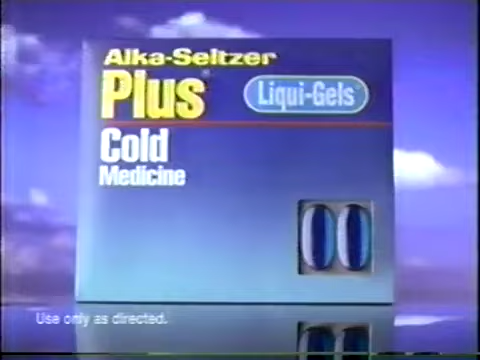 Alka-Seltzer
Plus®
Liqui-Gels
Cold
Medicine
Use only as directed.